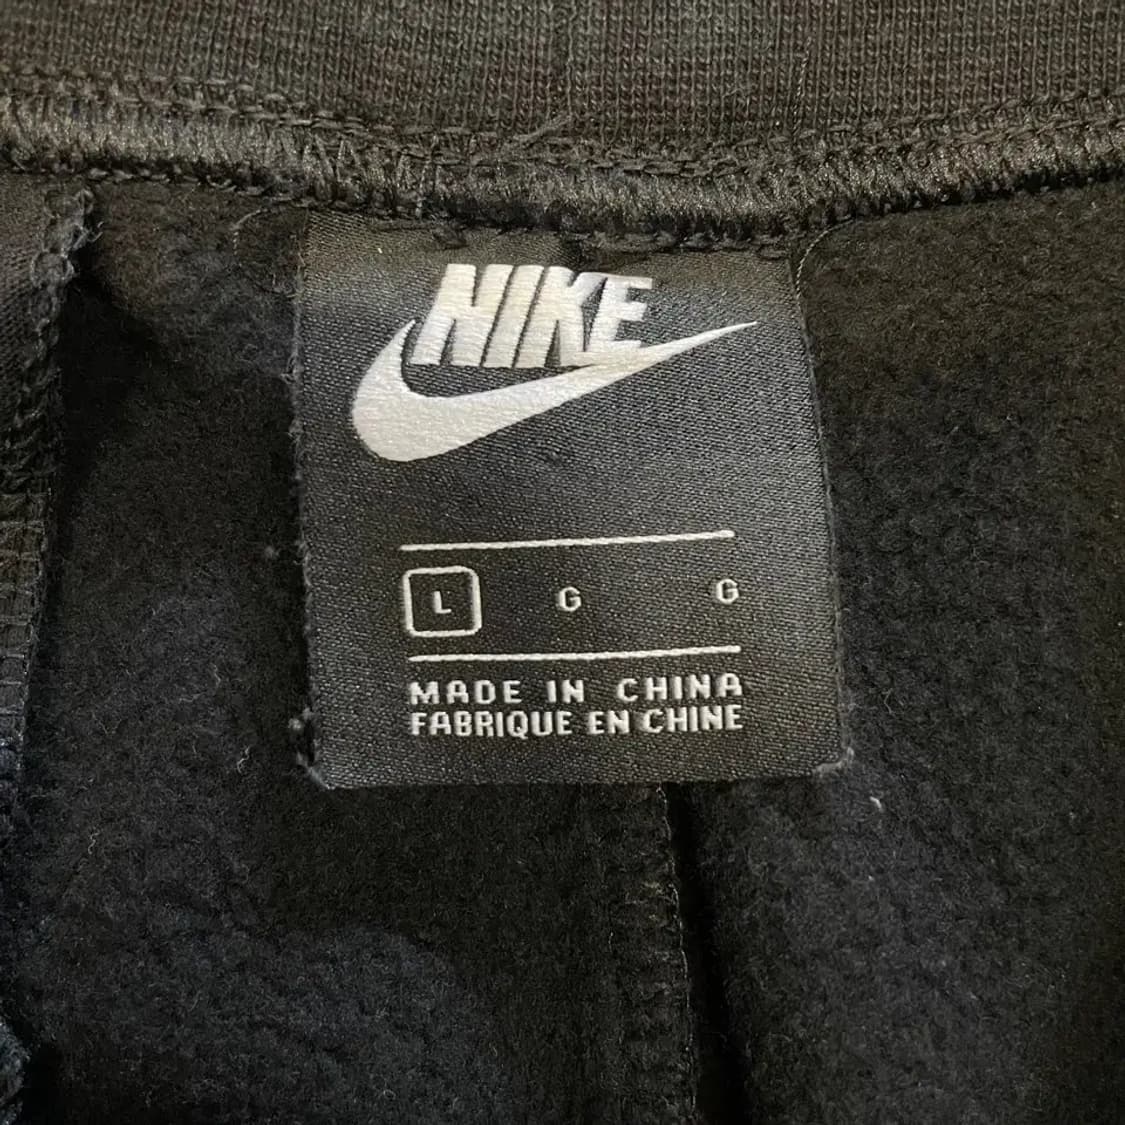 NIKE
L G G
MADE IN CHINA
FABRIQUE EN CHINE